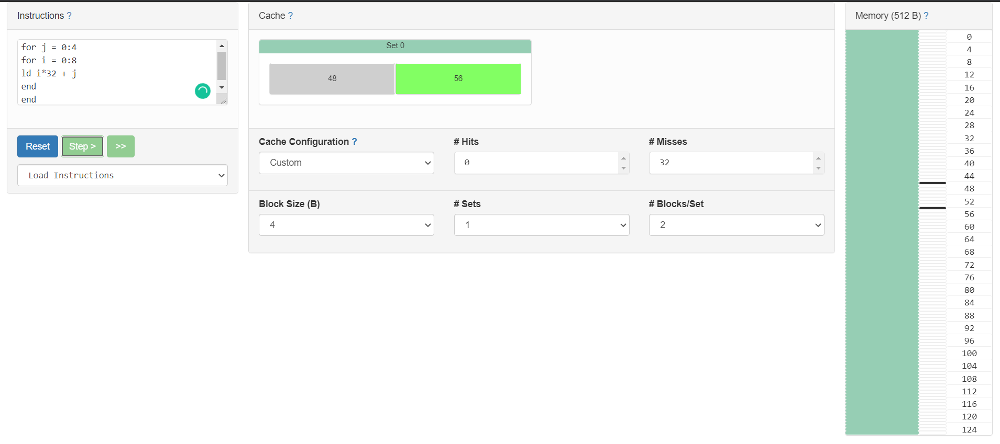 Instructions ?
for j = 0:4
for i = 0:8
ld i*32 + j
end
end
Reset
Step >
>>
Load Instructions
Cache ?
Set 0
48
56
Cache Configuration ?
# Hits
# Misses
Custom
0
32
Block Size (B)
# Sets
# Blocks/Set
4
1
2
Memory (512 B) ?
0
4
8
12
16
20
24
28
32
36
40
44
48
52
56
60
64
68
72
76
80
84
88
92
96
100
104
108
112
116
120
124